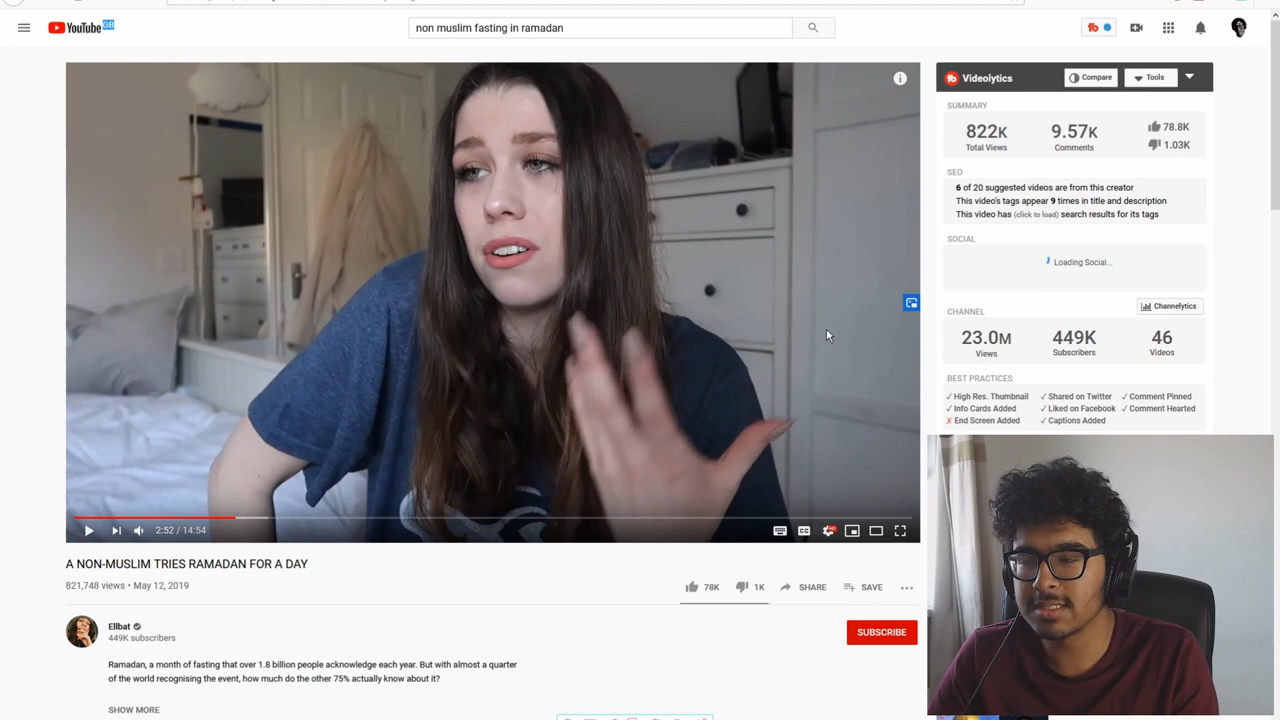 YouTube GB
non muslim fasting in ramadan
tb
i
2:52 / 14:54
CC
HD
A NON-MUSLIM TRIES RAMADAN FOR A DAY
821,748 views • May 12, 2019
78K
1K
SHARE
SAVE
Ellbat
449K subscribers
SUBSCRIBE
Ramadan, a month of fasting that over 1.8 billion people acknowledge each year. But with almost a quarter
of the world recognising the event, how much do the other 75% actually know about it?
SHOW MORE
tb Videolytics
Compare
Tools
SUMMARY
822K
Total Views
9.57K
Comments
78.8K
1.03K
SEO
6 of 20 suggested videos are from this creator
This video's tags appear 9 times in title and description
This video has (click to load) search results for its tags
SOCIAL
Loading Social...
CHANNEL
Channelytics
23.0M
Views
449K
Subscribers
46
Videos
BEST PRACTICES
✓ High Res. Thumbnail ✓ Shared on Twitter ✓ Comment Pinned
✓ Info Cards Added ✓ Liked on Facebook ✓ Comment Hearted
✗ End Screen Added ✓ Captions Added